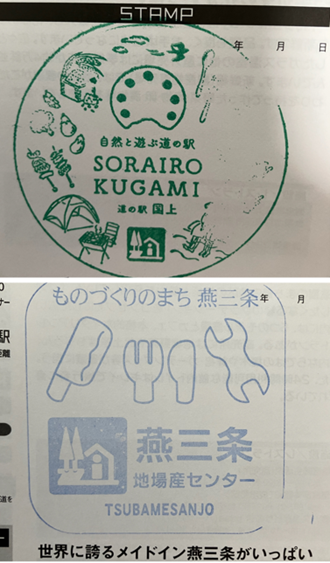 STAMP
年 月 日
自然と遊ぶ道の駅
SORAIRO
KUGAMI
道の駅 国上
ものづくりのまち 燕三条
年 月
駅
距離
燕三条
地場産センター
TSUBAMESANJO
世界に誇るメイドイン燕三条がいっぱい